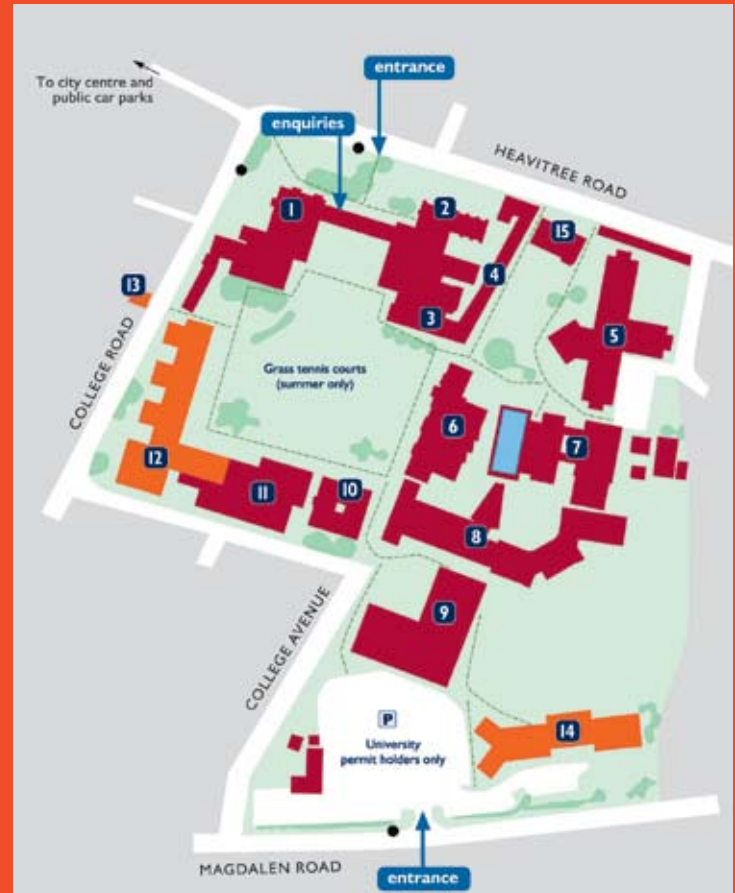 To city centre and
public car parks
entrance
enquiries
HEAVITREE ROAD
1
2
15
4
13
3
5
COLLEGE ROAD
Grass tennis courts
(summer only)
6
7
12
11
10
8
9
COLLEGE AVENUE
P
University
permit holders only
14
MAGDALEN ROAD
entrance